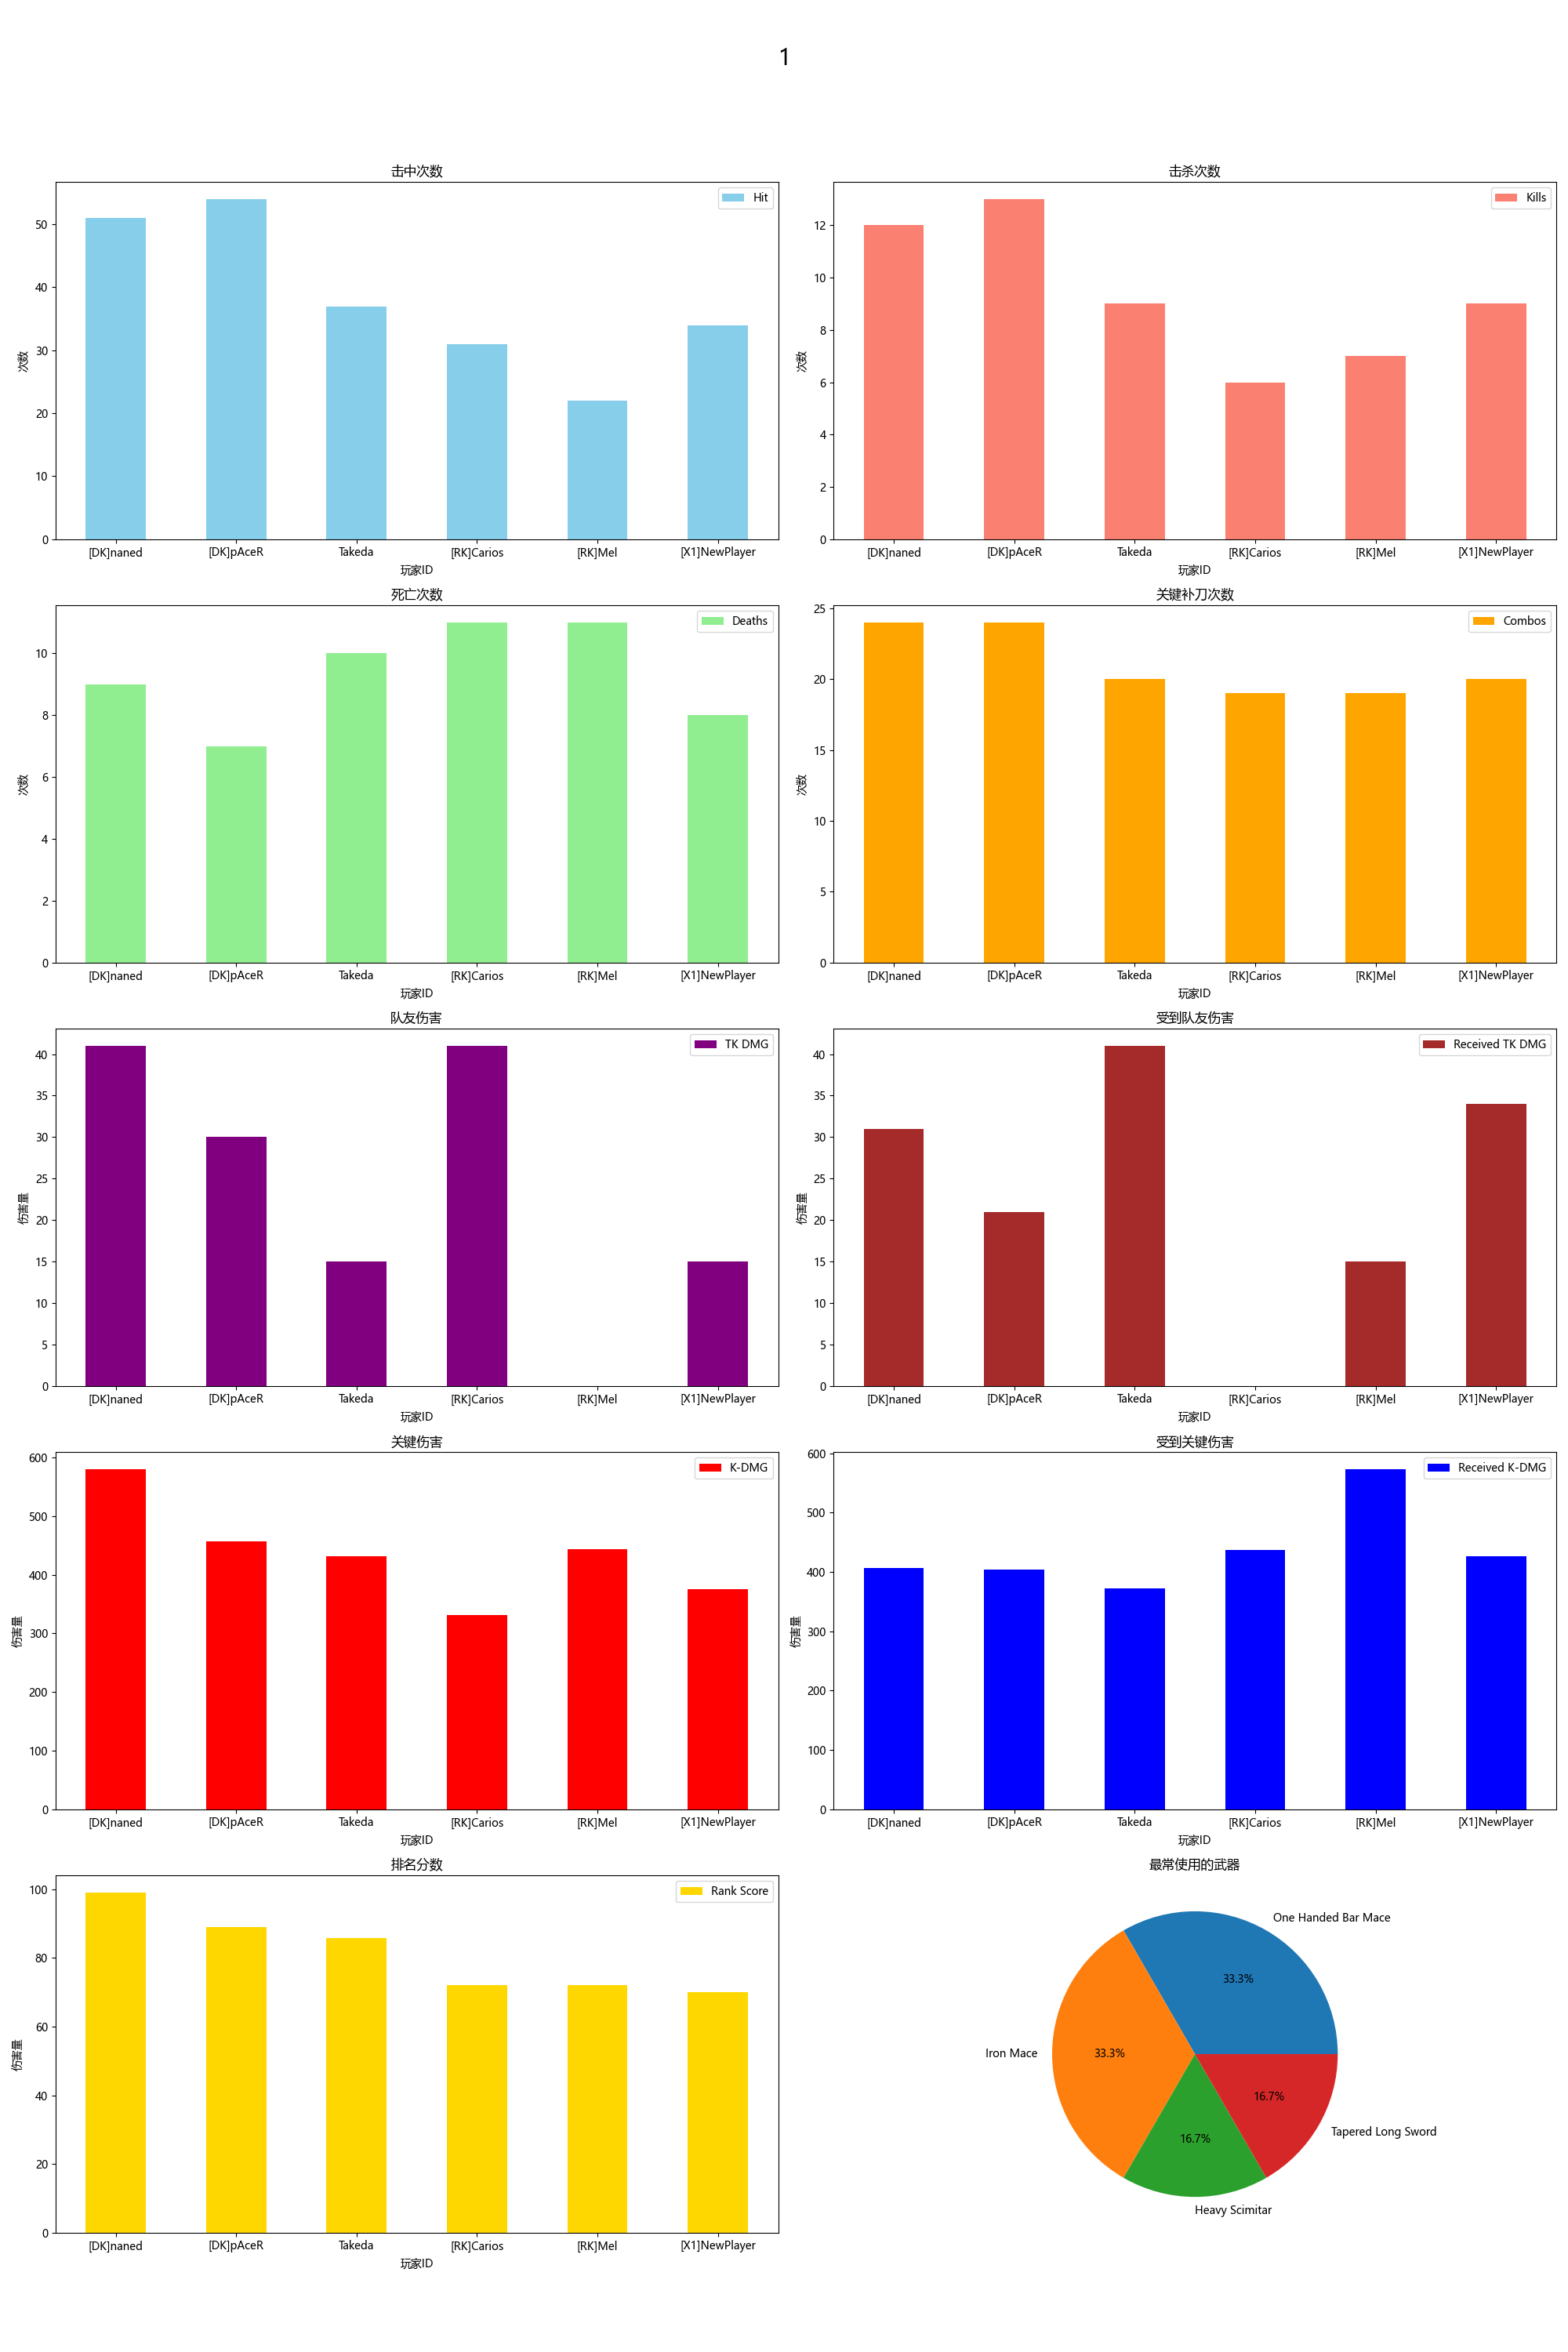 1
击中次数
Hit
次数
50
40
30
20
10
0
[DK]naned [DK]pAceR Takeda [RK]Carios [RK]Mel [X1]NewPlayer
玩家ID
击杀次数
Kills
次数
12
10
8
6
4
2
0
[DK]naned [DK]pAceR Takeda [RK]Carios [RK]Mel [X1]NewPlayer
玩家ID
死亡次数
Deaths
次数
10
8
6
4
2
0
[DK]naned [DK]pAceR Takeda [RK]Carios [RK]Mel [X1]NewPlayer
玩家ID
关键补刀次数
Combos
次数
25
20
15
10
5
0
[DK]naned [DK]pAceR Takeda [RK]Carios [RK]Mel [X1]NewPlayer
玩家ID
队友伤害
TK DMG
伤害量
40
35
30
25
20
15
10
5
0
[DK]naned [DK]pAceR Takeda [RK]Carios [RK]Mel [X1]NewPlayer
玩家ID
受到队友伤害
Received TK DMG
伤害量
40
35
30
25
20
15
10
5
0
[DK]naned [DK]pAceR Takeda [RK]Carios [RK]Mel [X1]NewPlayer
玩家ID
关键伤害
K-DMG
伤害量
600
500
400
300
200
100
0
[DK]naned [DK]pAceR Takeda [RK]Carios [RK]Mel [X1]NewPlayer
玩家ID
受到关键伤害
Received K-DMG
伤害量
600
500
400
300
200
100
0
[DK]naned [DK]pAceR Takeda [RK]Carios [RK]Mel [X1]NewPlayer
玩家ID
排名分数
Rank Score
伤害量
100
80
60
40
20
0
[DK]naned [DK]pAceR Takeda [RK]Carios [RK]Mel [X1]NewPlayer
玩家ID
最常使用的武器
One Handed Bar Mace
33.3%
Iron Mace
33.3%
16.7%
Tapered Long Sword
16.7%
Heavy Scimitar